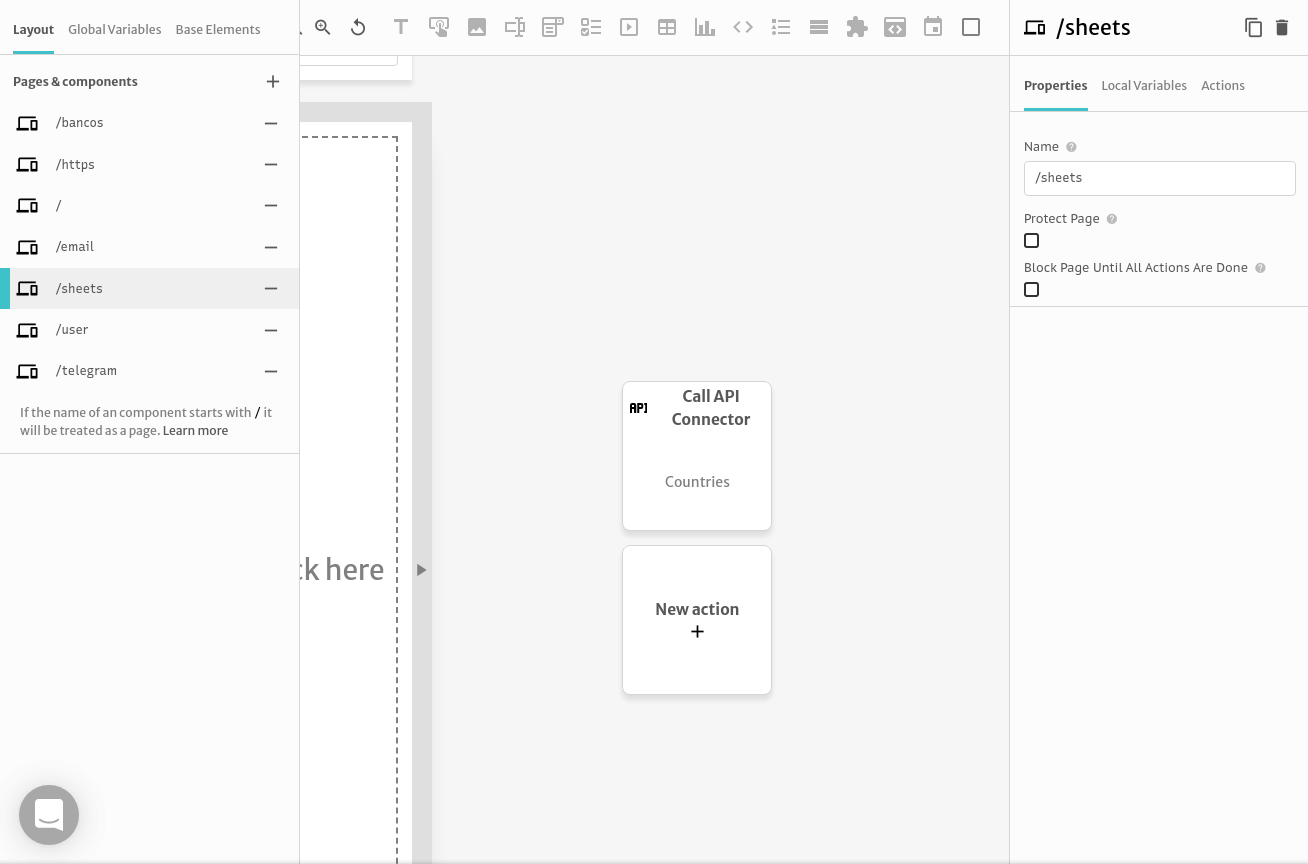 Layout Global Variables Base Elements
Pages & components
/bancos
/https
/
/email
/sheets
/user
/telegram
If the name of an component starts with / it
will be treated as a page. Learn more
T
ck here
API Call API
Connector
Countries
New action
/sheets
Properties Local Variables Actions
Name
/sheets
Protect Page
Block Page Until All Actions Are Done